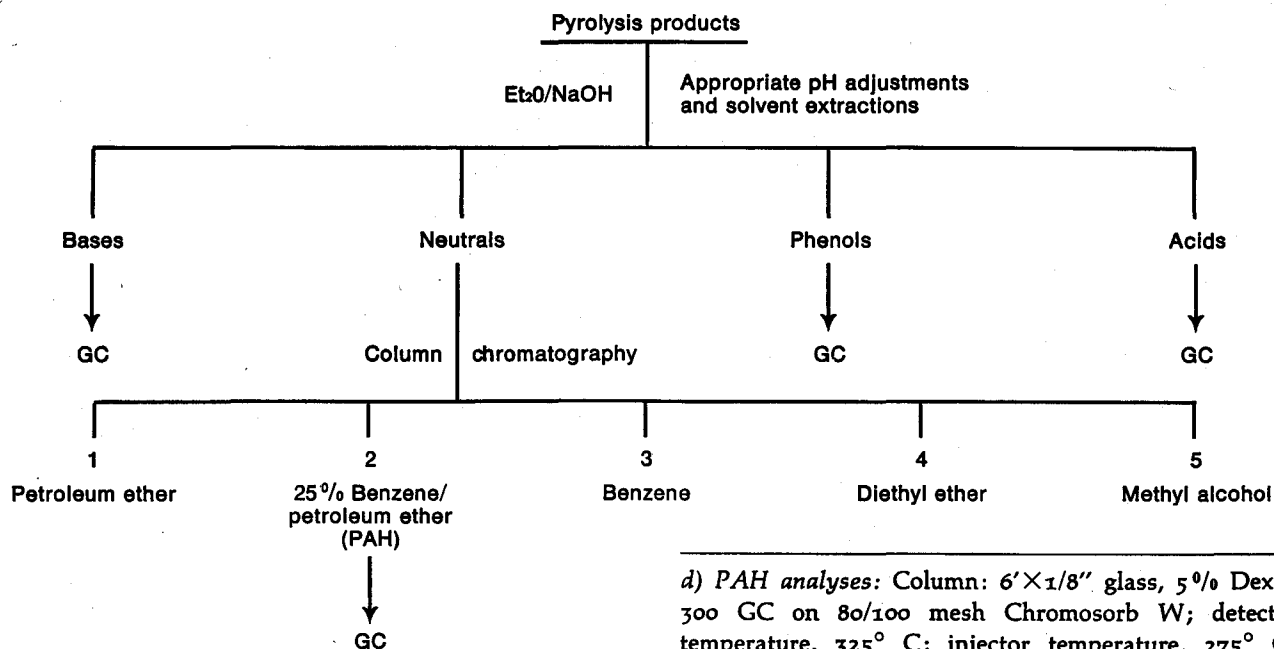 Pyrolysis products
Et₂O/NaOH
Appropriate pH adjustments
and solvent extractions
Bases
Neutrals
Phenols
Acids
GC
Column chromatography
GC
GC
1
2
3
4
5
Petroleum ether
25% Benzene/
petroleum ether
(PAH)
Benzene
Diethyl ether
Methyl alcohol
GC
d) PAH analyses: Column: 6′×1/8″ glass, 5% Dex
300 GC on 80/100 mesh Chromosorb W; detect
temperature, 325° C; injector temperature, 275°